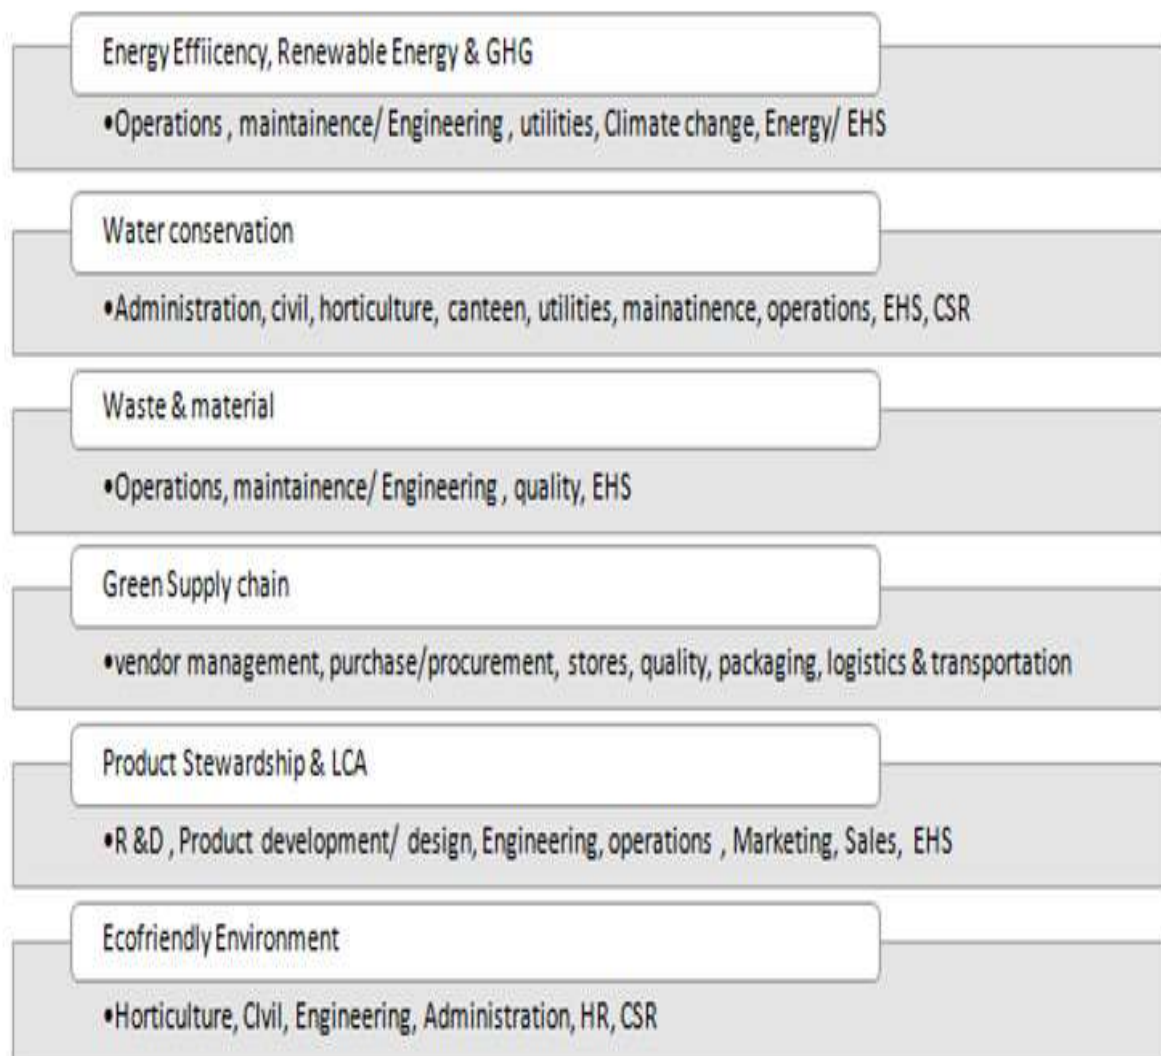 Energy Effiicency, Renewable Energy & GHG
•Operations , maintainence/ Engineering , utilities, Climate change, Energy/ EHS
Water conservation
•Administration, civil, horticulture, canteen, utilities, mainatinence, operations, EHS, CSR
Waste & material
•Operations, maintainence/ Engineering , quality, EHS
Green Supply chain
•vendor management, purchase/procurement, stores, quality, packaging, logistics & transportation
Product Stewardship & LCA
•R &D , Product development/ design, Engineering, operations , Marketing, Sales, EHS
Ecofriendly Environment
•Horticulture, CIvil, Engineering, Administration, HR, CSR